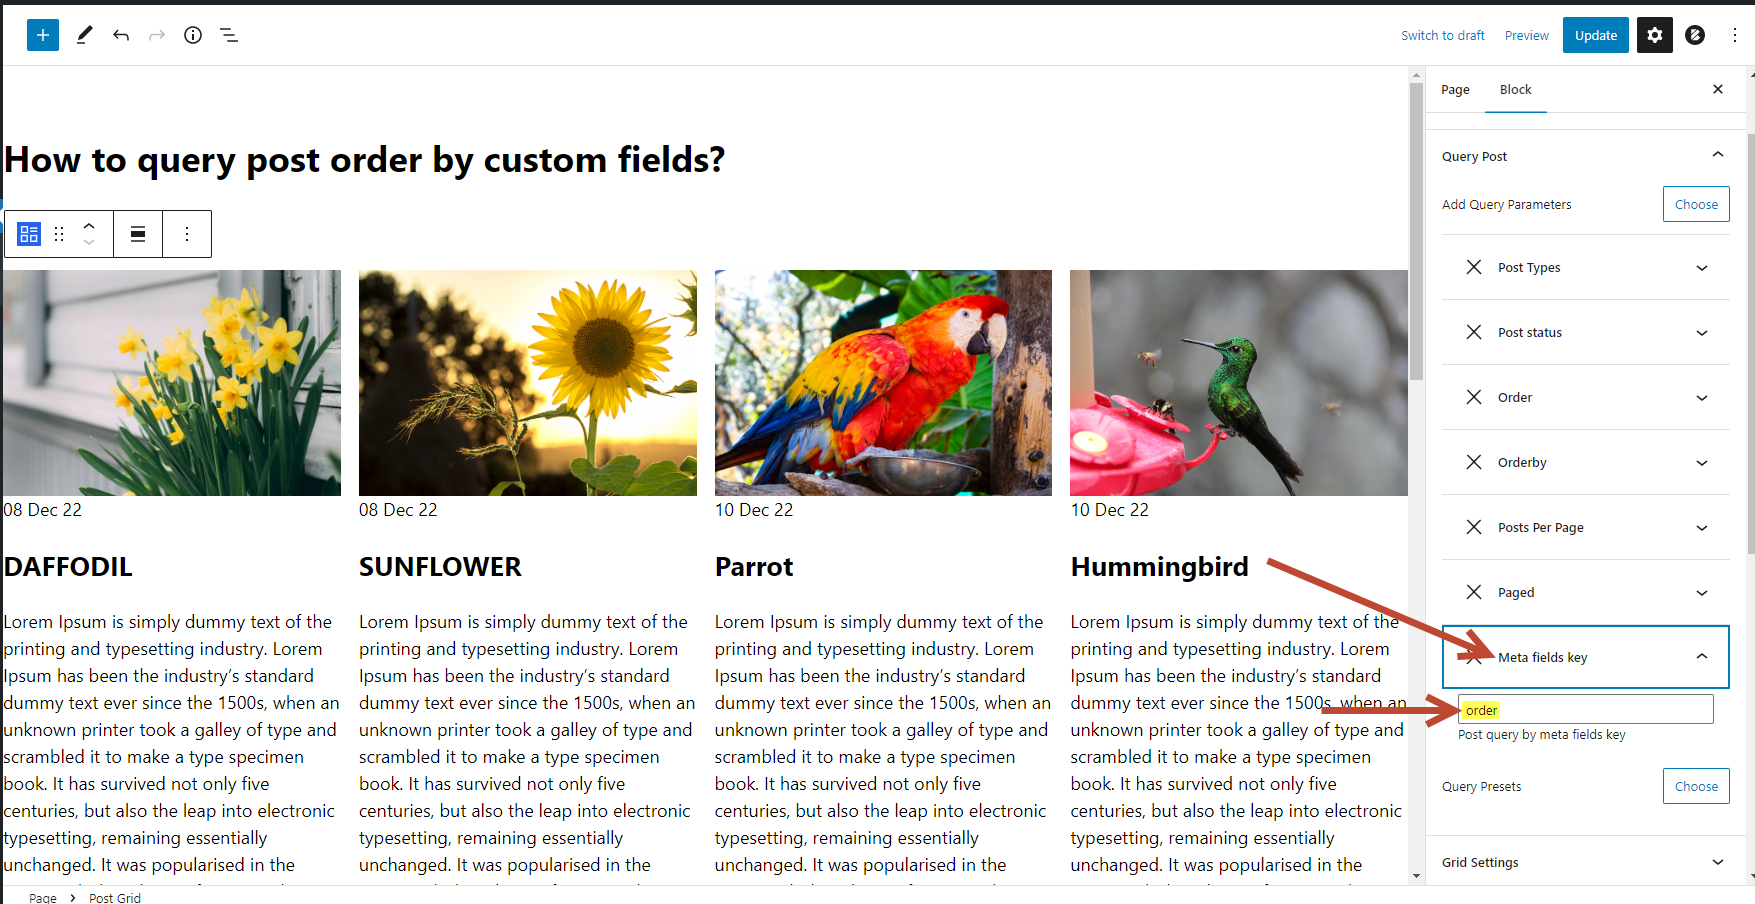 Switch to draft Preview Update
Page Block
How to query post order by custom fields?
08 Dec 22
DAFFODIL
Lorem Ipsum is simply dummy text of the
printing and typesetting industry. Lorem
Ipsum has been the industry’s standard
dummy text ever since the 1500s, when an
unknown printer took a galley of type and
scrambled it to make a type specimen
book. It has survived not only five
centuries, but also the leap into electronic
typesetting, remaining essentially
unchanged. It was popularised in the
08 Dec 22
SUNFLOWER
Lorem Ipsum is simply dummy text of the
printing and typesetting industry. Lorem
Ipsum has been the industry’s standard
dummy text ever since the 1500s, when an
unknown printer took a galley of type and
scrambled it to make a type specimen
book. It has survived not only five
centuries, but also the leap into electronic
typesetting, remaining essentially
unchanged. It was popularised in the
10 Dec 22
Parrot
Lorem Ipsum is simply dummy text of the
printing and typesetting industry. Lorem
Ipsum has been the industry’s standard
dummy text ever since the 1500s, when an
unknown printer took a galley of type and
scrambled it to make a type specimen
book. It has survived not only five
centuries, but also the leap into electronic
typesetting, remaining essentially
unchanged. It was popularised in the
10 Dec 22
Hummingbird
Lorem Ipsum is simply dummy text of the
printing and typesetting industry. Lorem
Ipsum has been the industry’s standard
dummy text ever since the 1500s, when an
unknown printer took a galley of type and
scrambled it to make a type specimen
book. It has survived not only five
centuries, but also the leap into electronic
typesetting, remaining essentially
unchanged. It was popularised in the
Query Post
Add Query Parameters Choose
Post Types
Post status
Order
Orderby
Posts Per Page
Paged
Meta fields key
order
Post query by meta fields key
Query Presets Choose
Grid Settings
Page > Post Grid